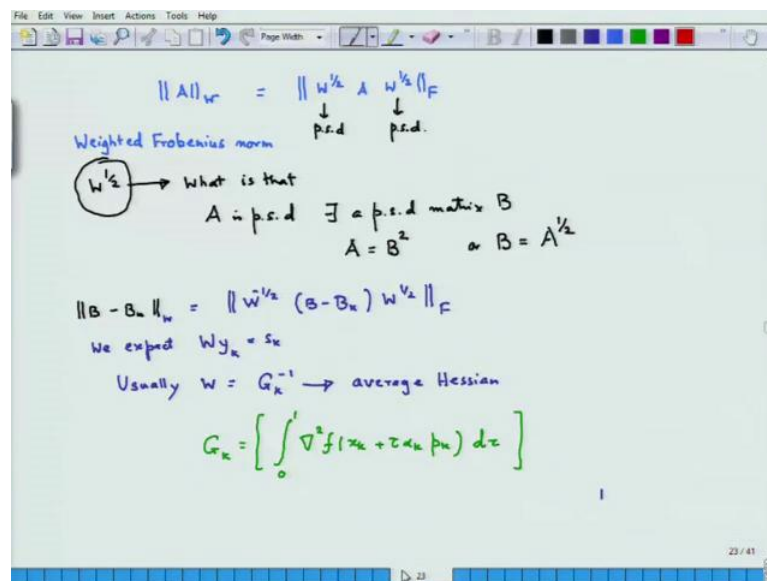 File Edit View Insert Actions Tools Help
Page Width
B I
||A||_W = || W^{1/2} A W^{1/2} ||_F
↓ ↓
p.s.d p.s.d.
Weighted Frobenius norm
W^{1/2} → What is that
A is p.s.d ∃ a p.s.d matrix B
A = B^2 or B = A^{1/2}
||B - B_k||_W = || W^{-1/2} (B - B_k) W^{1/2} ||_F
We expect W y_k = s_k
Usually W = G_k^{-1} → average Hessian
G_k = [ ∫_0^1 ∇^2 f(x_k + τ α_k p_k) dτ ]
23 / 41
23